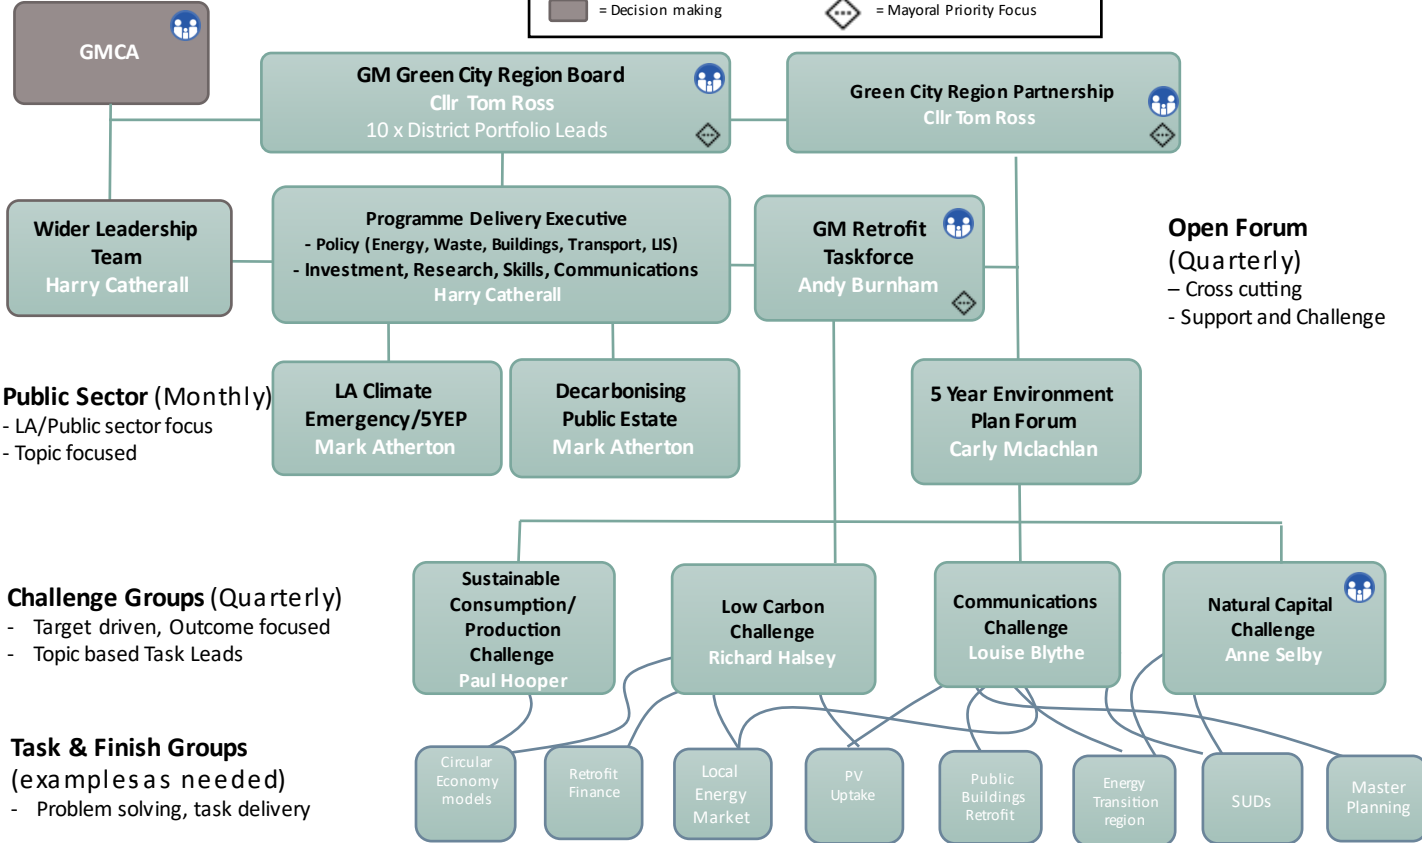 = Decision making
= Mayoral Priority Focus
GMCA
GM Green City Region Board
Cllr Tom Ross
10 x District Portfolio Leads
Green City Region Partnership
Cllr Tom Ross
Wider Leadership
Team
Harry Catherall
Programme Delivery Executive
- Policy (Energy, Waste, Buildings, Transport, LIS)
- Investment, Research, Skills, Communications
Harry Catherall
GM Retrofit
Taskforce
Andy Burnham
Open Forum
(Quarterly)
– Cross cutting
- Support and Challenge
Public Sector (Monthly)
- LA/Public sector focus
- Topic focused
LA Climate
Emergency/5YEP
Mark Atherton
Decarbonising
Public Estate
Mark Atherton
5 Year Environment
Plan Forum
Carly Mclachlan
Challenge Groups (Quarterly)
- Target driven, Outcome focused
- Topic based Task Leads
Sustainable
Consumption/
Production
Challenge
Paul Hooper
Low Carbon
Challenge
Richard Halsey
Communications
Challenge
Louise Blythe
Natural Capital
Challenge
Anne Selby
Task & Finish Groups
(examples as needed)
- Problem solving, task delivery
Circular
Economy
models
Retrofit
Finance
Local
Energy
Market
PV
Uptake
Public
Buildings
Retrofit
Energy
Transition
region
SUDs
Master
Planning